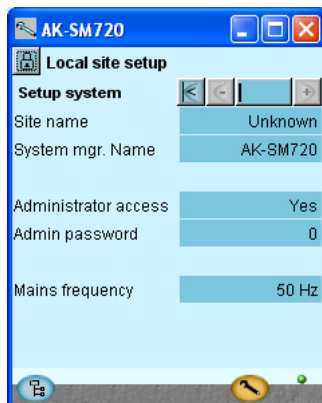 AK-SM720
Local site setup
Setup system
Site name Unknown
System mgr. Name AK-SM720
Administrator access Yes
Admin password 0
Mains frequency 50 Hz